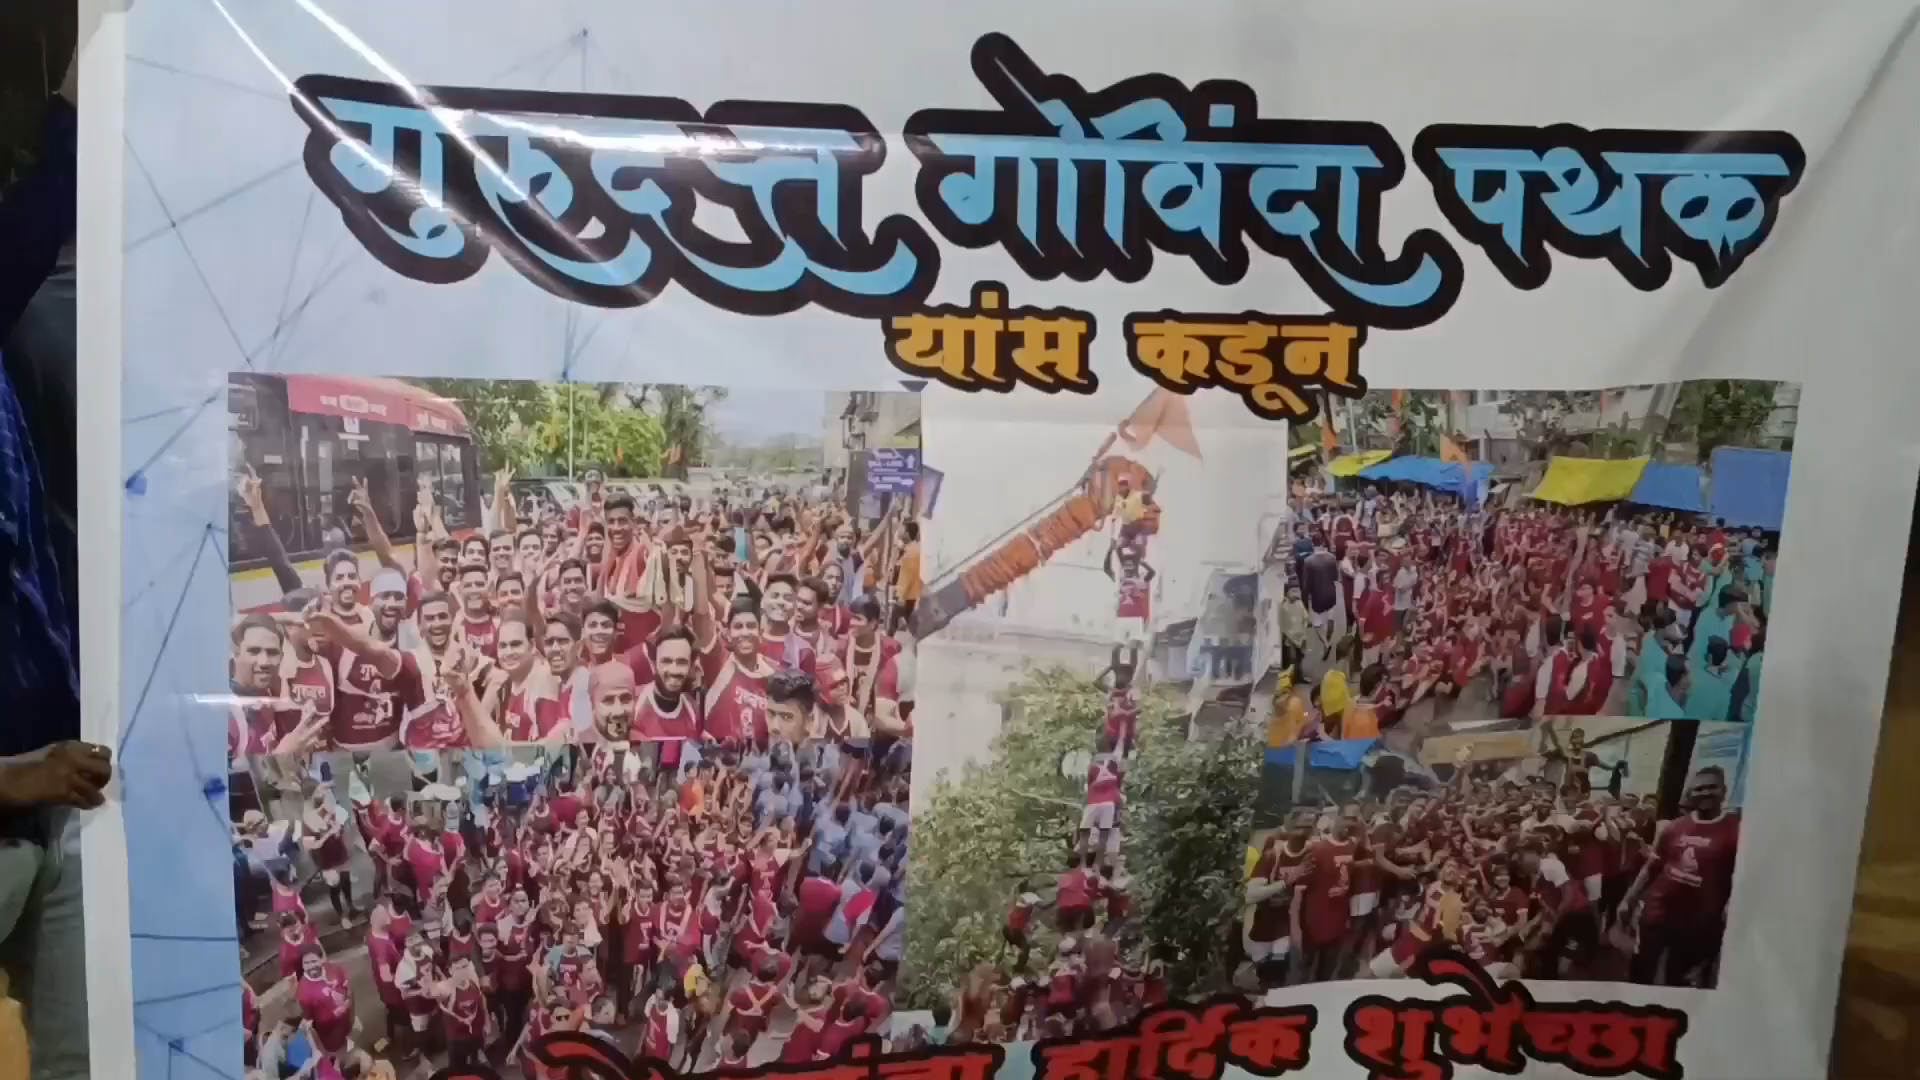 गुरुदत्त गोविंदा पथक
यांस कडून
हार्दिक शुभेच्छा